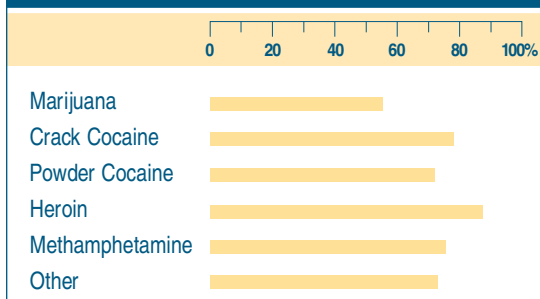 0 20 40 60 80 100%
Marijuana
Crack Cocaine
Powder Cocaine
Heroin
Methamphetamine
Other